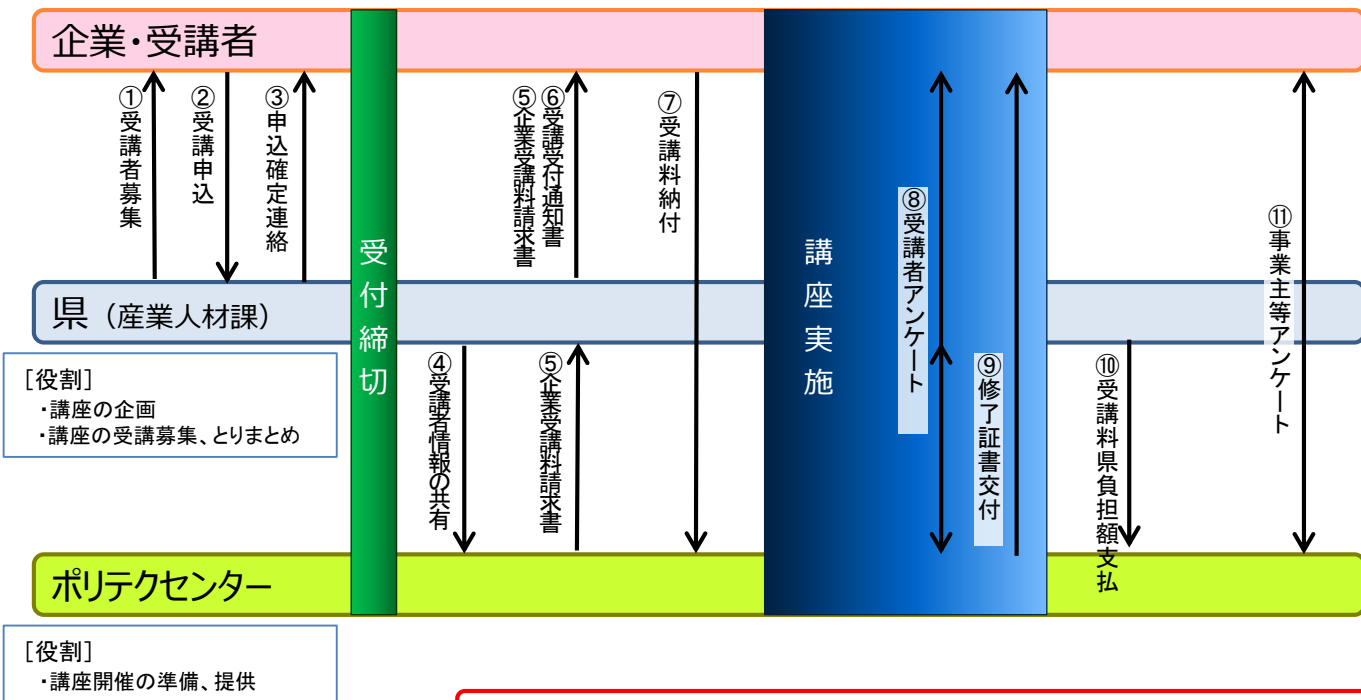 企業・受講者
①受講者募集
②受講申込
③申込確定連絡
⑥受講受付通知書
⑤企業受講料請求書
⑦受講料納付
受付締切
講座実施
⑧受講者アンケート
⑪事業主等アンケート
県（産業人材課）
［役割］
・講座の企画
・講座の受講募集、とりまとめ
④受講者情報の共有
⑤企業受講料請求書
⑨修了証書交付
⑩受講料県負担額支払
ポリテクセンター
［役割］
・講座開催の準備、提供